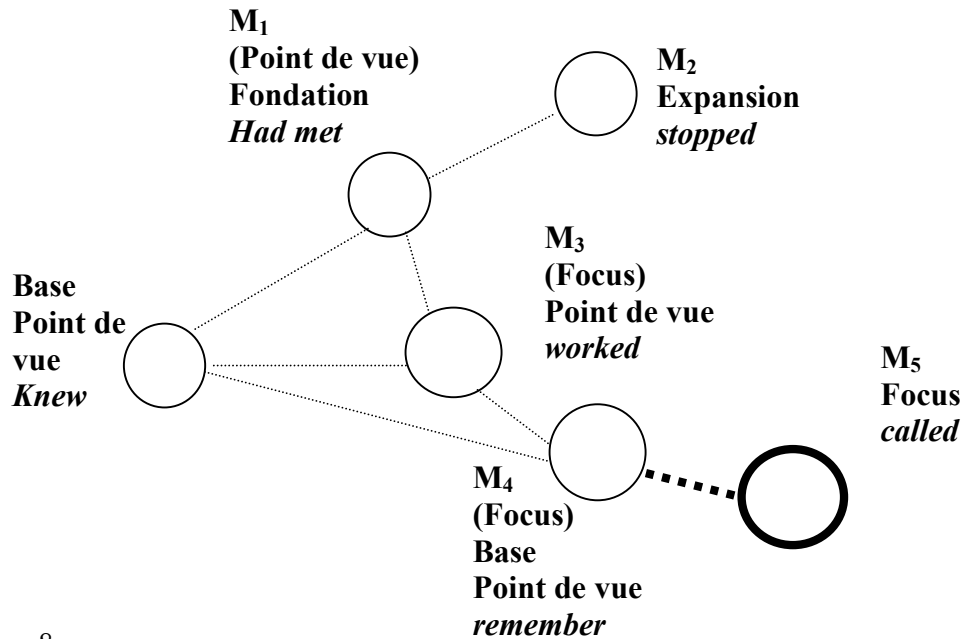 M₁
(Point de vue)
Fondation
Had met
M₂
Expansion
stopped
M₃
(Focus)
Point de vue
worked
Base
Point de
vue
Knew
M₅
Focus
called
M₄
(Focus)
Base
Point de vue
remember